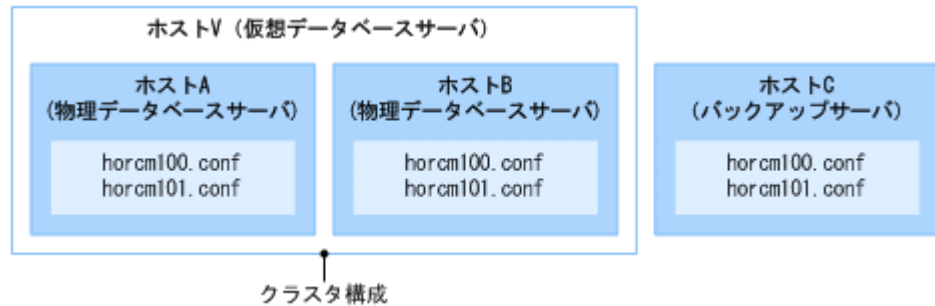 ホストV（仮想データベースサーバ）
ホストA
（物理データベースサーバ）
horcm100.conf
horcm101.conf
ホストB
（物理データベースサーバ）
horcm100.conf
horcm101.conf
ホストC
（バックアップサーバ）
horcm100.conf
horcm101.conf
クラスタ構成